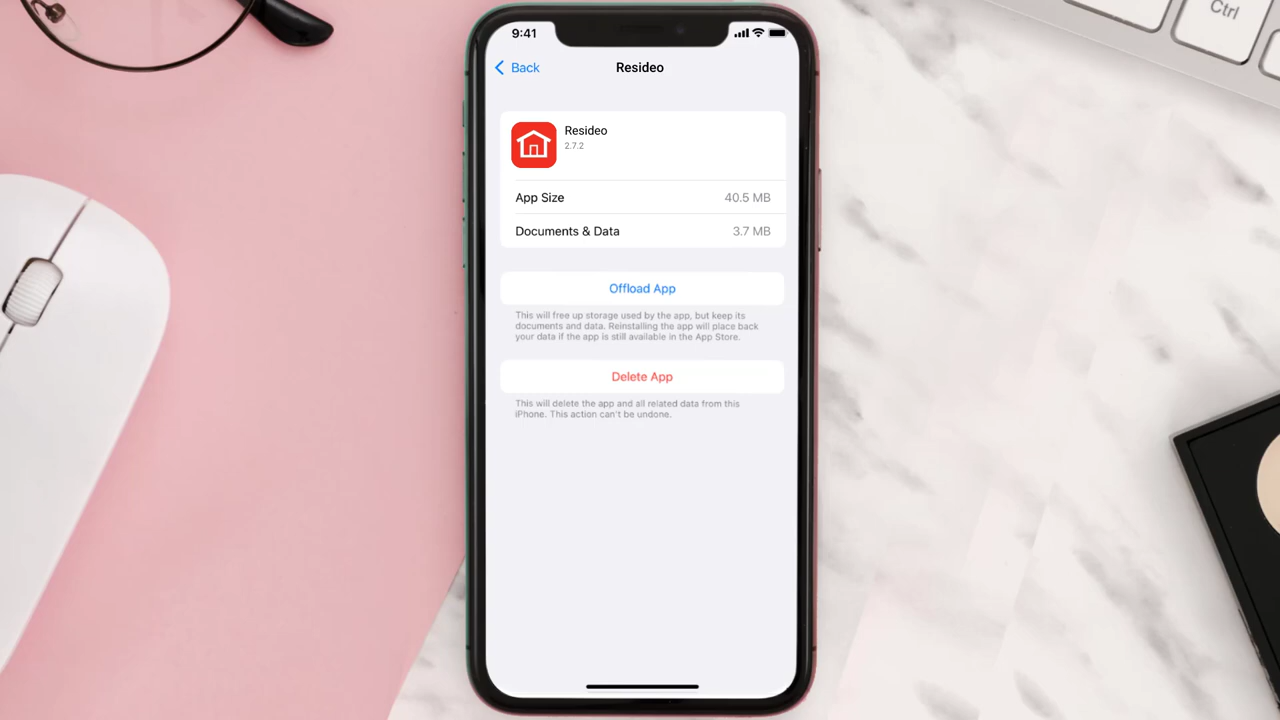 Ctrl
9:41
Back
Resideo
Resideo
2.7.2
App Size 40.5 MB
Documents & Data 3.7 MB
Offload App
This will free up storage used by the app, but keep its
documents and data. Reinstalling the app will place back
your data if the app is still available in the App Store.
Delete App
This will delete the app and all related data from this
iPhone. This action can't be undone.